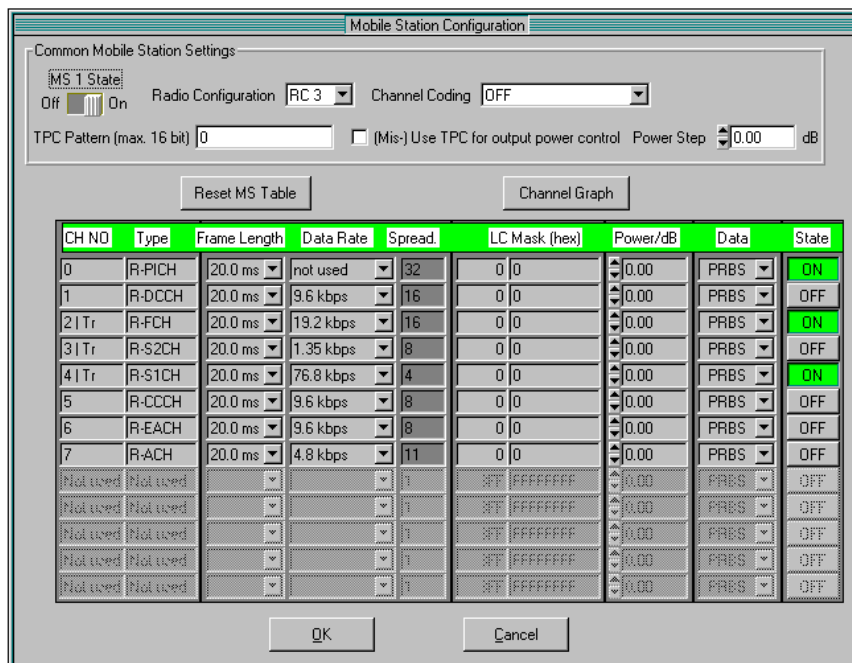 Mobile Station Configuration
Common Mobile Station Settings
MS 1 State
Off On Radio Configuration RC 3 Channel Coding OFF
TPC Pattern (max. 16 bit) 0 (Mis-) Use TPC for output power control Power Step 0.00 dB
Reset MS Table Channel Graph
CH NO Type Frame Length Data Rate Spread. LC Mask (hex) Power/dB Data State
0 R-PICH 20.0 ms not used 32 0 0 0.00 PRBS ON
1 R-DCCH 20.0 ms 9.6 kbps 16 0 0 0.00 PRBS OFF
2 | Tr R-FCH 20.0 ms 19.2 kbps 16 0 0 0.00 PRBS ON
3 | Tr R-S2CH 20.0 ms 1.35 kbps 8 0 0 0.00 PRBS OFF
4 | Tr R-S1CH 20.0 ms 76.8 kbps 4 0 0 0.00 PRBS ON
5 R-CCCH 20.0 ms 9.6 kbps 8 0 0 0.00 PRBS OFF
6 R-EACH 20.0 ms 9.6 kbps 8 0 0 0.00 PRBS OFF
7 R-ACH 20.0 ms 4.8 kbps 11 0 0 0.00 PRBS OFF
Not used Not used 1 FFFFFFFF 0.00 PRBS OFF
Not used Not used 1 FFFFFFFF 0.00 PRBS OFF
Not used Not used 1 FFFFFFFF 0.00 PRBS OFF
Not used Not used 1 FFFFFFFF 0.00 PRBS OFF
Not used Not used 1 FFFFFFFF 0.00 PRBS OFF
OK Cancel